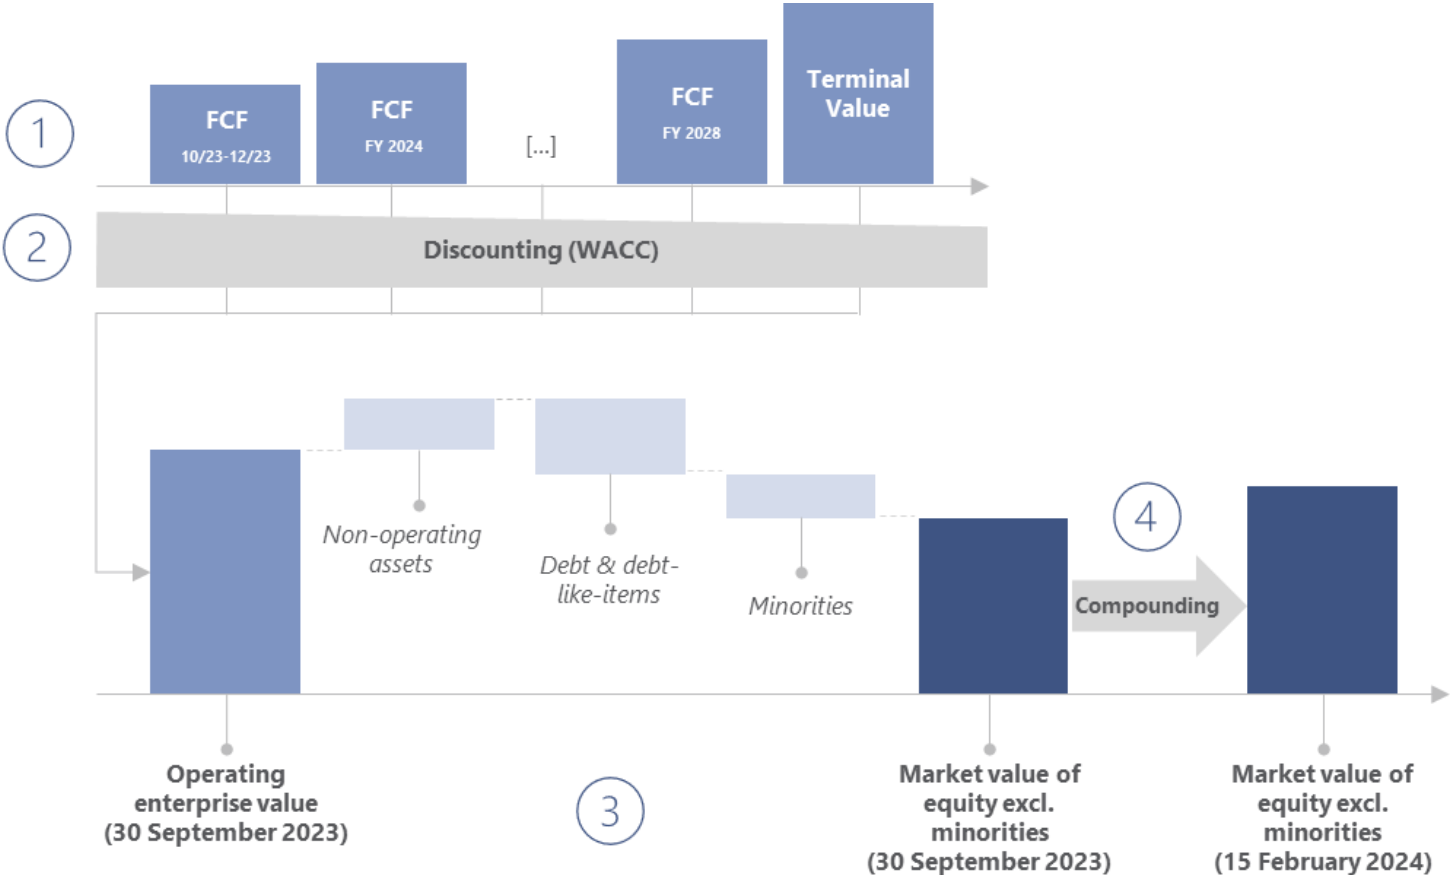 1
FCF
10/23-12/23
FCF
FY 2024
[...]
FCF
FY 2028
Terminal
Value
2
Discounting (WACC)
Non-operating
assets
Debt & debt-
like-items
Minorities
4
Compounding
Operating
enterprise value
(30 September 2023)
3
Market value of
equity excl.
minorities
(30 September 2023)
Market value of
equity excl.
minorities
(15 February 2024)